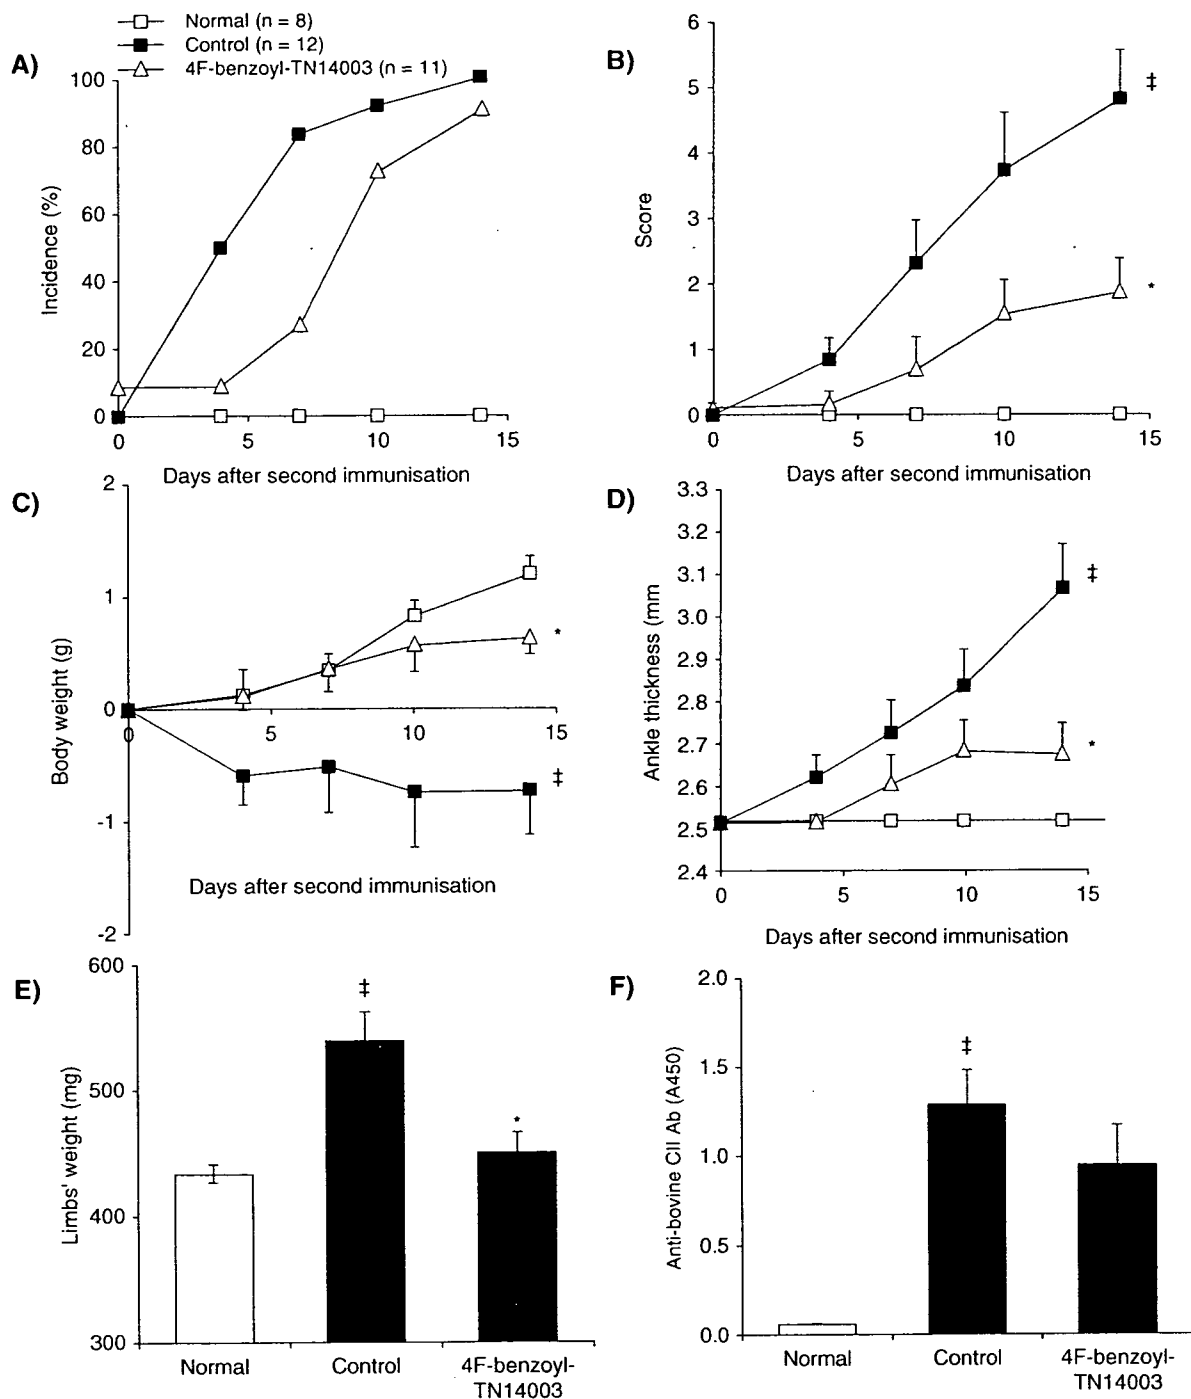 Normal (n = 8)
Control (n = 12)
4F-benzoyl-TN14003 (n = 11)
A)
100
80
60
40
20
0
Incidence (%)
0 5 10 15
Days after second immunisation
B)
6
5
4
3
2
1
0
Score
‡
*
0 5 10 15
Days after second immunisation
C)
2
1
0
-1
-2
Body weight (g)
*
‡
0 5 10 15
Days after second immunisation
D)
3.3
3.2
3.1
3.0
2.9
2.8
2.7
2.6
2.5
2.4
Ankle thickness (mm
‡
*
0 5 10 15
Days after second immunisation
E)
600
500
400
300
Limbs' weight (mg)
‡
*
Normal Control 4F-benzoyl-
TN14003
F)
2.0
1.5
1.0
0.5
0.0
Anti-bovine CII Ab (A450)
‡
Normal Control 4F-benzoyl-
TN14003